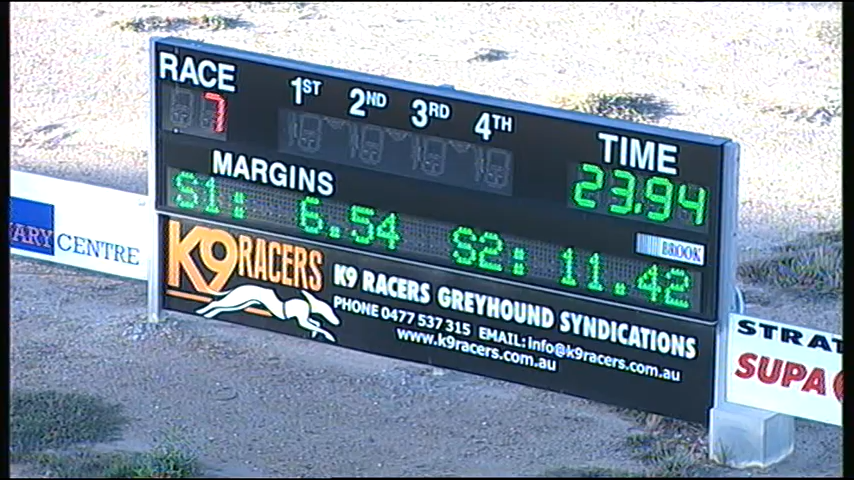 RACE 1ST 2ND 3RD 4TH TIME
7 23.94
MARGINS
S1: 6.54 S2: 11.42
BROOK
CENTRE
K9 RACERS
K9 RACERS GREYHOUND SYNDICATIONS
PHONE 0477 537 315 EMAIL: info@k9racers.com.au
www.k9racers.com.au
SUPA